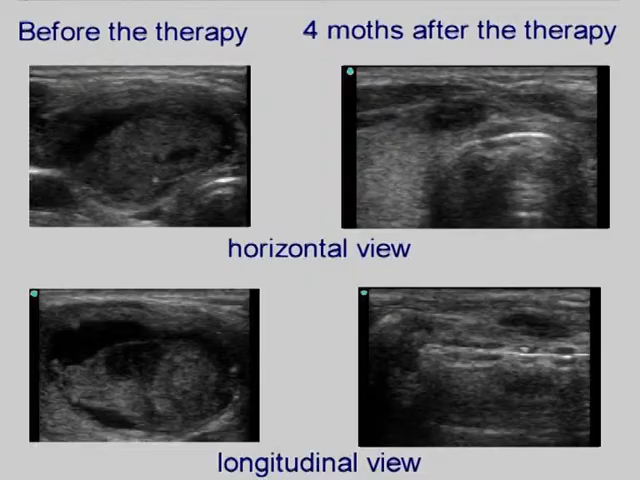 Before the therapy
4 moths after the therapy
horizontal view
longitudinal view